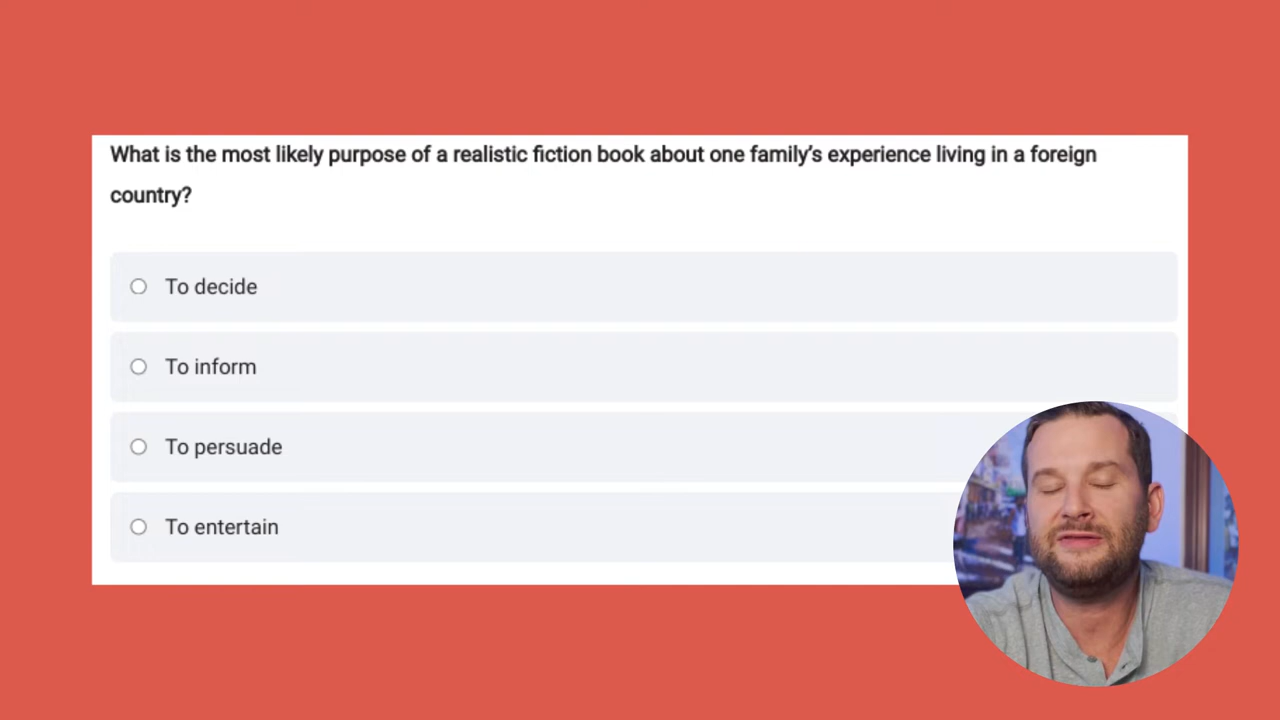 What is the most likely purpose of a realistic fiction book about one family's experience living in a foreign
country?
To decide
To inform
To persuade
To entertain